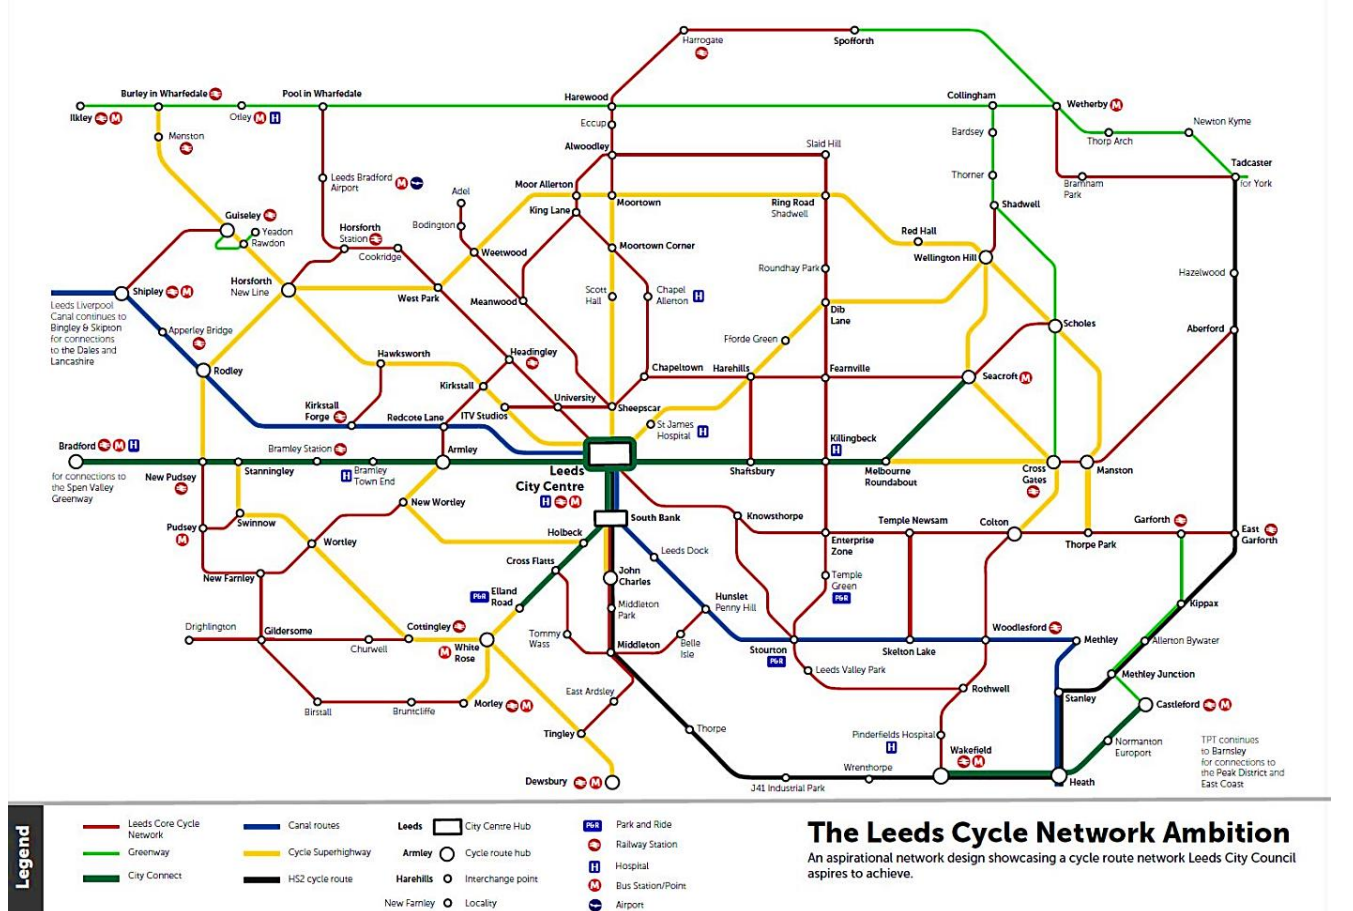 Harrogate
Spofforth
Burley in Wharfedale
Pool in Wharfedale
Harewood
Collingham
Wetherby M
Ilkley M
Otley M H
Eccup
Newton Kyme
Menston
Bardsey
Thorp Arch
Alwoodley
Slaid Hill
Tadcaster
for York
Leeds Bradford
Airport M
Thorner
Bramham
Park
Moor Allerton
Adel
Moortown
Ring Road
Shadwell
Shadwell
King Lane
Guiseley
Yeadon
Rawdon
Horsforth
Station
Cookridge
Bodington
Weetwood
Moortown Corner
Red Hall
Wellington Hill
Roundhay Park
Hazelwood
Horsforth
New Line
West Park
Meanwood
Scott
Hall
Chapel
Allerton H
Shipley M
Leeds Liverpool
Canal continues to
Bingley & Skipton
for connections
to the Dales and
Lancashire
Apperley Bridge
Dib
Lane
Scholes
Aberford
Fforde Green
Rodley
Hawksworth
Headingley
Chapeltown
Harehills
Fearnville
Seacroft M
Kirkstall
University
Kirkstall
Forge
Redcote Lane
ITV Studios
Sheepscar
St James
Hospital H
Bradford M H
Bramley Station
Armley
Killingbeck
H
for connections to
the Spen Valley
Greenway
New Pudsey
Stanningley
H Bramley
Town End
Leeds
City Centre
H M
Shaftsbury
Melbourne
Roundabout
Cross
Gates
Manston
New Wortley
Pudsey
M
Swinnow
South Bank
Knowsthorpe
Temple Newsam
Colton
Garforth
East
Garforth
Wortley
Holbeck
Enterprise
Zone
Thorpe Park
Cross Flatts
Leeds Dock
New Farnley
John
Charles
Temple
Green
P&R
P&R Elland
Road
Middleton
Park
Hunslet
Penny Hill
Kippax
Drighlington
Gildersome
Cottingley
Churwell
M White
Rose
Tommy
Wass
Middleton
Belle
Isle
Stourton
P&R
Skelton Lake
Woodlesford
Methley
Allerton Bywater
Leeds Valley Park
Methley Junction
Rothwell
Stanley
Birstall
Bruntcliffe
Morley M
East Ardsley
Castleford M
Tingley
Thorpe
Pinderfields Hospital
H
Wakefield
M
Normanton
Europort
TPT continues
to Barnsley
for connections to
the Peak District and
East Coast
Dewsbury M
J41 Industrial Park
Wrenthorpe
Heath
Legend
Leeds Core Cycle
Network
Greenway
City Connect
Canal routes
Cycle Superhighway
HS2 cycle route
Leeds City Centre Hub
Armley Cycle route hub
Harehills Interchange point
New Farnley Locality
P&R Park and Ride
Railway Station
H Hospital
M Bus Station/Point
Airport
The Leeds Cycle Network Ambition
An aspirational network design showcasing a cycle route network Leeds City Council
aspires to achieve.